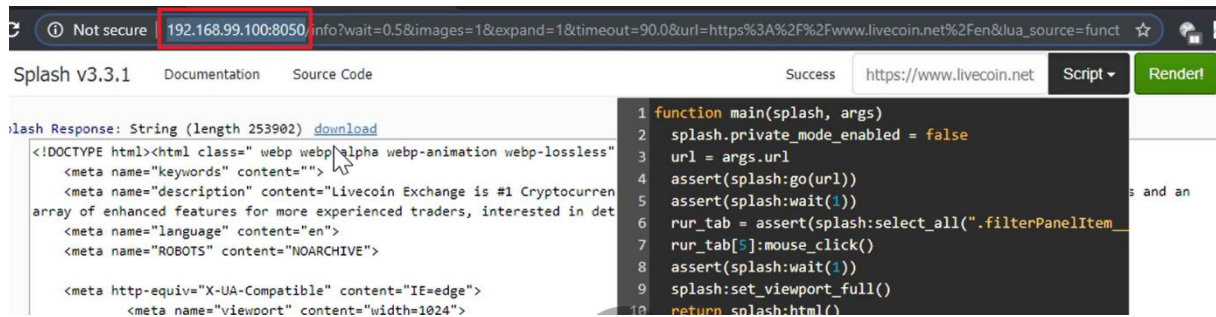 Not secure 192.168.99.100:8050/info?wait=0.5&images=1&expand=1&timeout=90.0&url=https%3A%2F%2Fwww.livecoin.net%2Fen&lua_source=funct
Splash v3.3.1 Documentation Source Code Success https://www.livecoin.net Script Render!
lash Response: String (length 253902) download
<!DOCTYPE html><html class=" webp webp-alpha webp-animation webp-lossless"
<meta name="keywords" content="">
<meta name="description" content="Livecoin Exchange is #1 Cryptocurren s and an
array of enhanced features for more experienced traders, interested in det
<meta name="language" content="en">
<meta name="ROBOTS" content="NOARCHIVE">
<meta http-equiv="X-UA-Compatible" content="IE=edge">
<meta name="viewport" content="width=1024">
1 function main(splash, args)
2 splash.private_mode_enabled = false
3 url = args.url
4 assert(splash:go(url))
5 assert(splash:wait(1))
6 rur_tab = assert(splash:select_all(".filterPanelItem__
7 rur_tab[5]:mouse_click()
8 assert(splash:wait(1))
9 splash:set_viewport_full()
10 return splash:html()